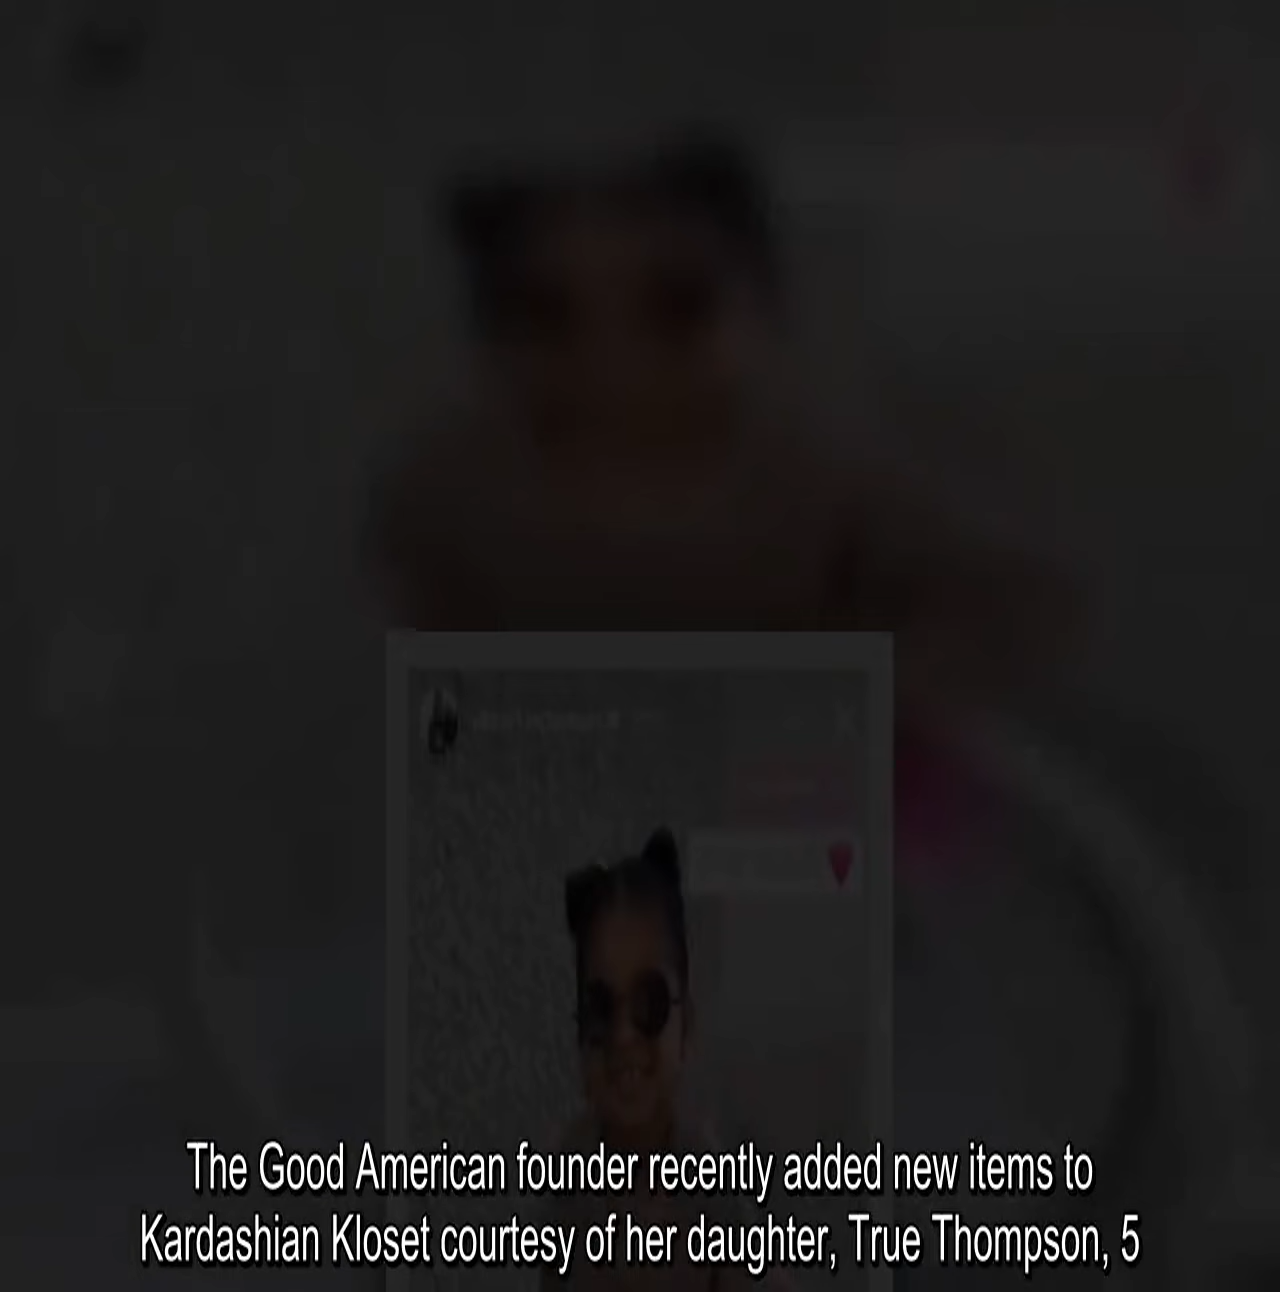 The Good American founder recently added new items to
Kardashian Kloset courtesy of her daughter, True Thompson, 5